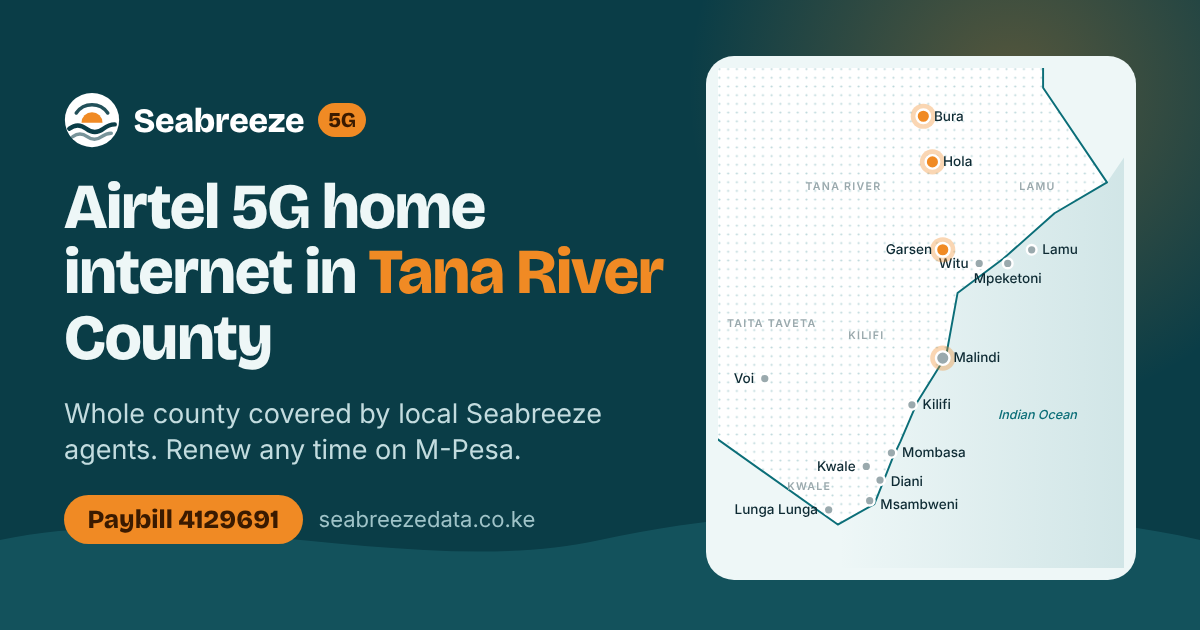 Seabreeze 5G
Airtel 5G home
internet in Tana River
County
Whole county covered by local Seabreeze
agents. Renew any time on M-Pesa.
Paybill 4129691 seabreezedata.co.ke
Bura
Hola
TANA RIVER
LAMU
Garsen
Lamu
Witu
Mpeketoni
TAITA TAVETA
KILIFI
Malindi
Voi
Kilifi
Indian Ocean
Mombasa
Kwale
Diani
KWALE
Msambweni
Lunga Lunga